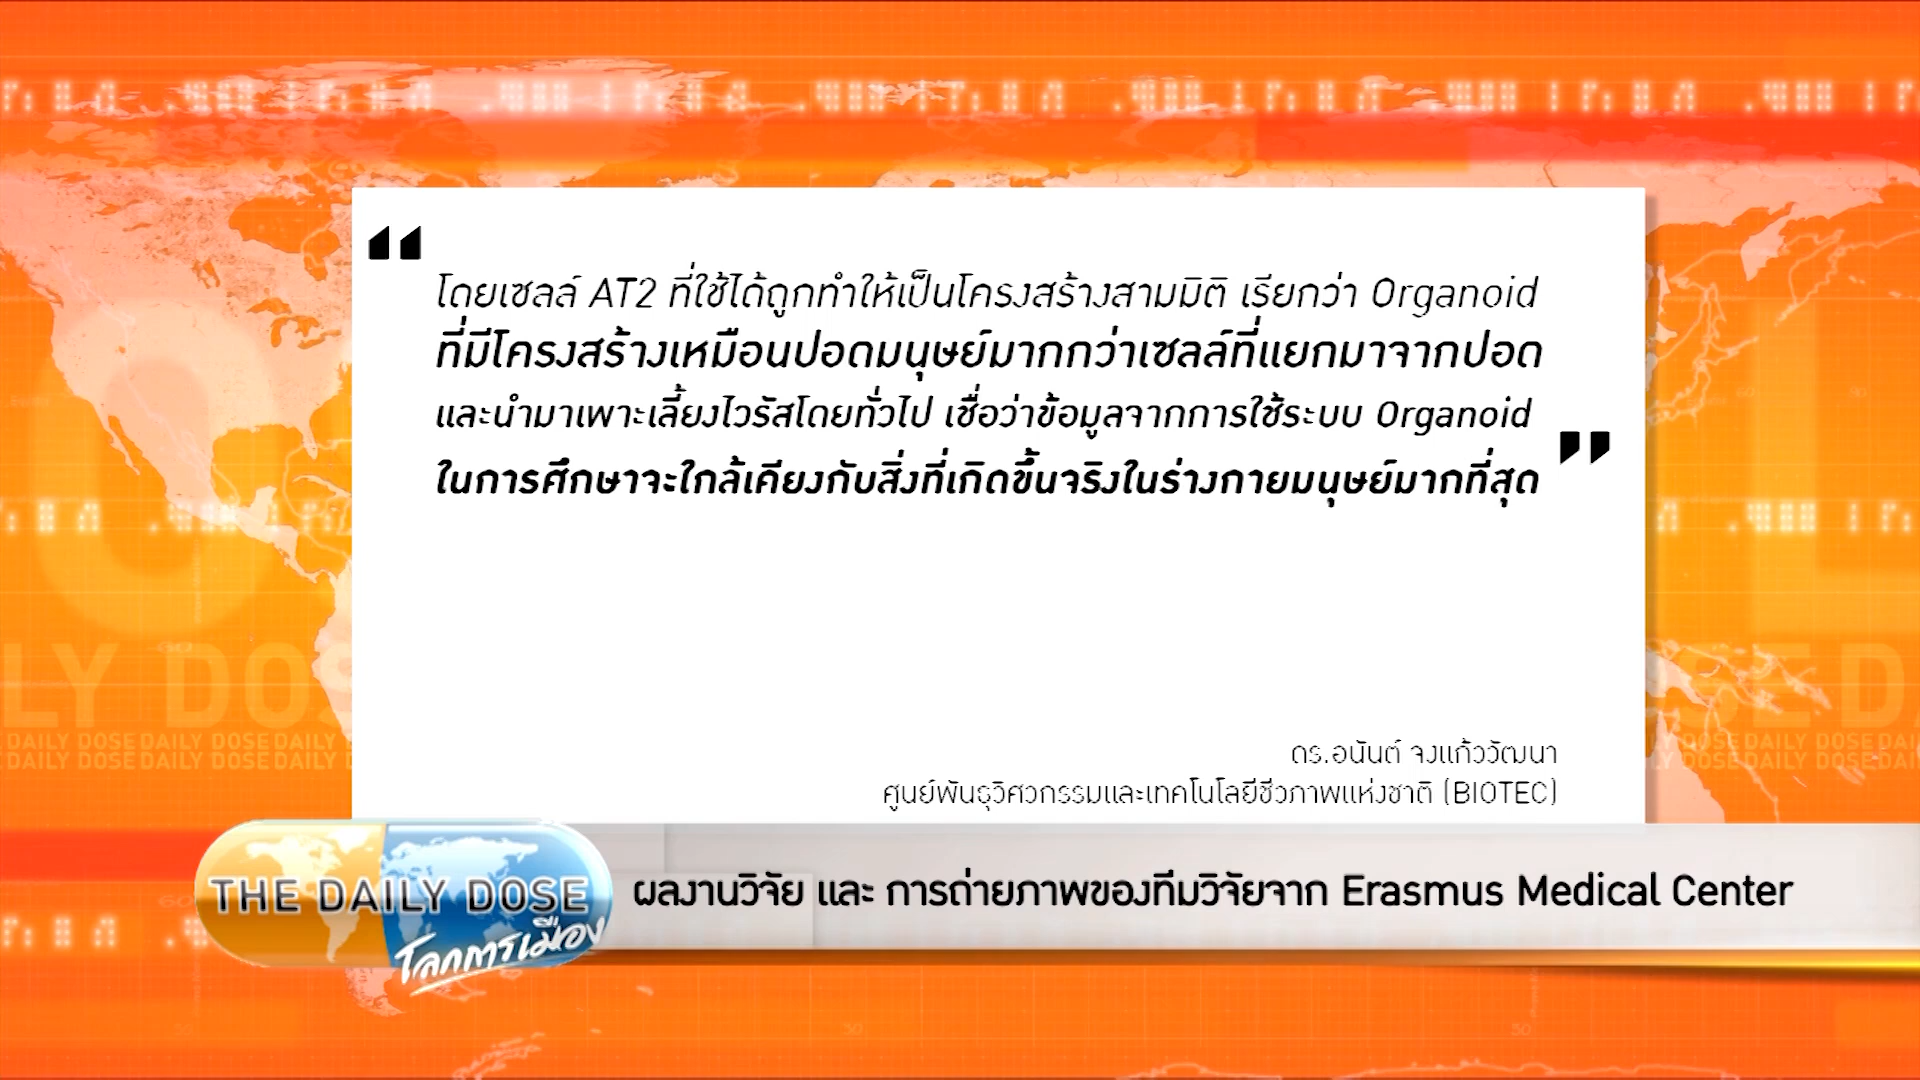 โดยเซลล์ AT2 ที่ใช้ได้ถูกทำให้เป็นโครงสร้างสามมิติ เรียกว่า Organoid
ที่มีโครงสร้างเหมือนปอดมนุษย์มากกว่าเซลล์ที่แยกมาจากปอด
และนำมาเพาะเลี้ยงไวรัสโดยทั่วไป เชื่อว่าข้อมูลจากการใช้ระบบ Organoid
ในการศึกษาจะใกล้เคียงกับสิ่งที่เกิดขึ้นจริงในร่างกายมนุษย์มากที่สุด
ดร.อนันต์ จงแก้ววัฒนา
ศูนย์พันธุวิศวกรรมและเทคโนโลยีชีวภาพแห่งชาติ (BIOTEC)
THE DAILY DOSE
โลกการเมือง
ผลงานวิจัย และ การถ่ายภาพของทีมวิจัยจาก Erasmus Medical Center